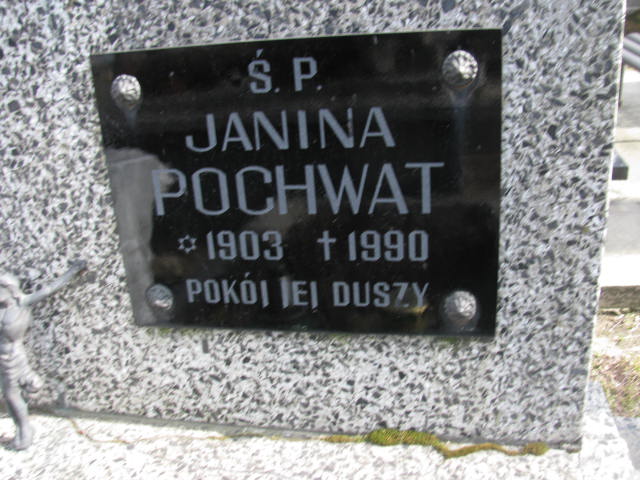 Ś. P.
JANINA
POCHWAT
✡ 1903 † 1990
POKÓJ JEJ DUSZY